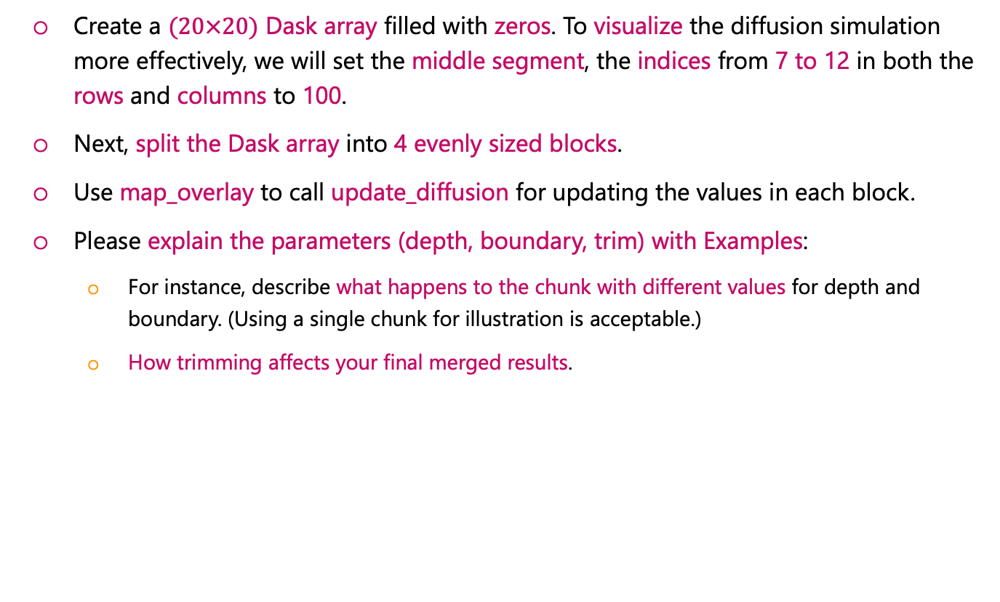 Create a (20×20) Dask array filled with zeros. To visualize the diffusion simulation
more effectively, we will set the middle segment, the indices from 7 to 12 in both the
rows and columns to 100.
Next, split the Dask array into 4 evenly sized blocks.
Use map_overlay to call update_diffusion for updating the values in each block.
Please explain the parameters (depth, boundary, trim) with Examples:
For instance, describe what happens to the chunk with different values for depth and
boundary. (Using a single chunk for illustration is acceptable.)
How trimming affects your final merged results.